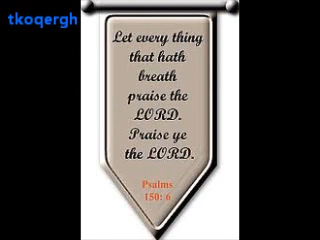 tkoqergh
Let every thing
that hath
breath
praise the
LORD.
Praise ye
the LORD.
Psalms
150: 6